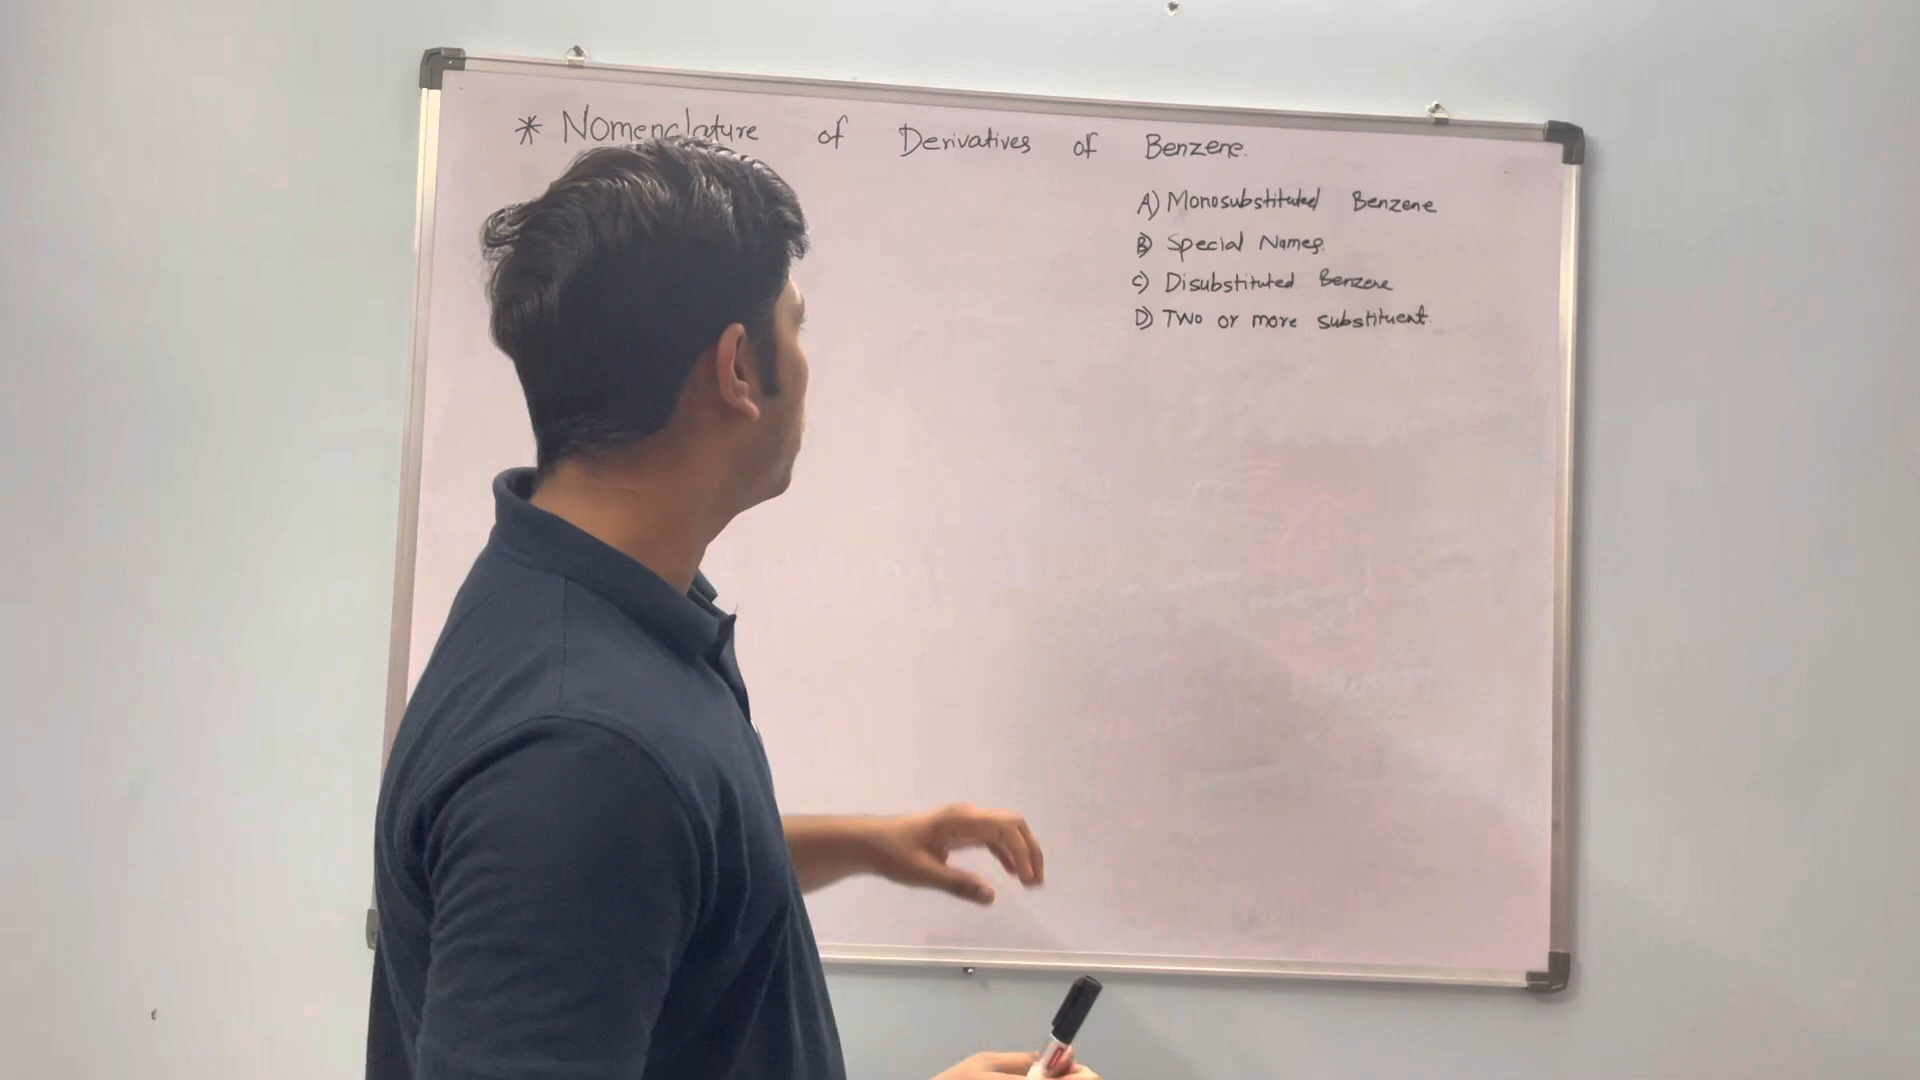 * Nomenclature of Derivatives of Benzene.
A) Monosubstituted Benzene
B) Special Names.
C) Disubstituted Benzene
D) Two or more substituent.